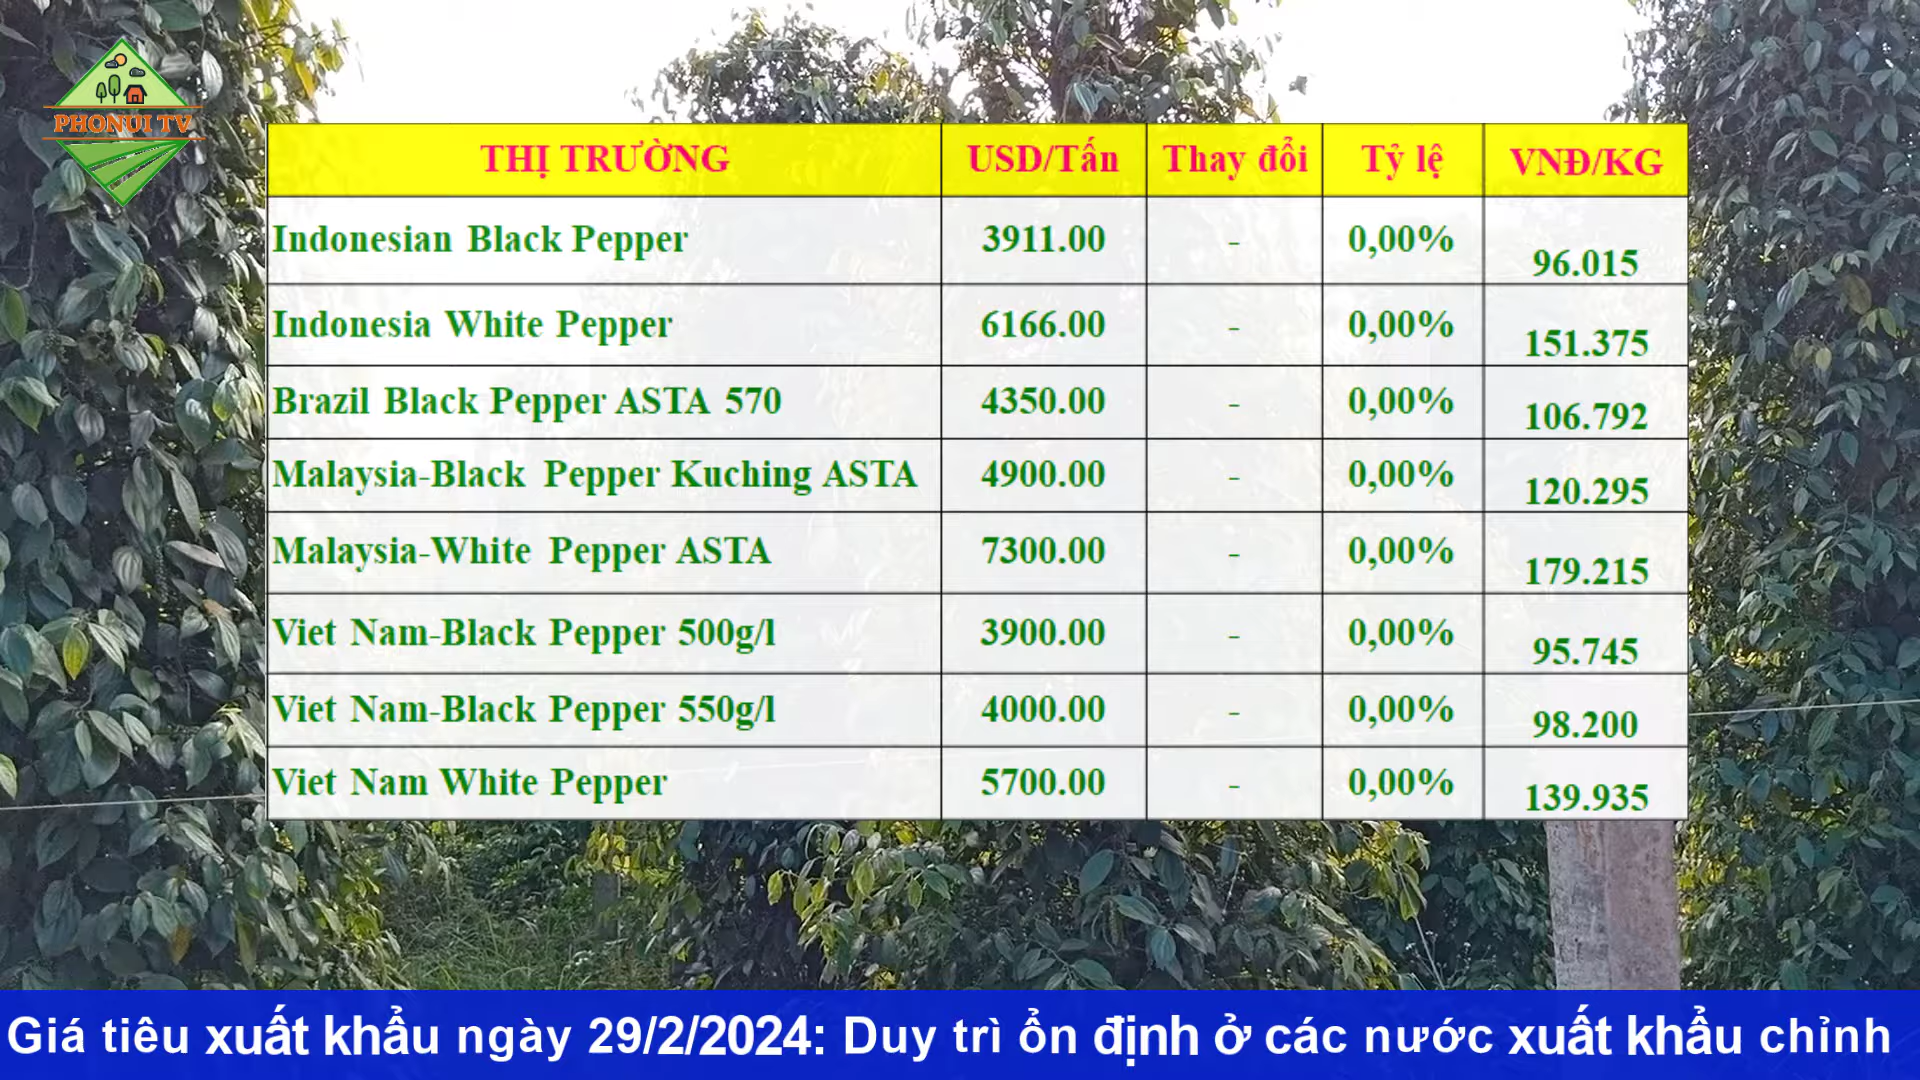 PHONUI TV
THỊ TRƯỜNG USD/Tấn Thay đổi Tỷ lệ VNĐ/KG
Indonesian Black Pepper 3911.00 - 0,00% 96.015
Indonesia White Pepper 6166.00 - 0,00% 151.375
Brazil Black Pepper ASTA 570 4350.00 - 0,00% 106.792
Malaysia-Black Pepper Kuching ASTA 4900.00 - 0,00% 120.295
Malaysia-White Pepper ASTA 7300.00 - 0,00% 179.215
Viet Nam-Black Pepper 500g/l 3900.00 - 0,00% 95.745
Viet Nam-Black Pepper 550g/l 4000.00 - 0,00% 98.200
Viet Nam White Pepper 5700.00 - 0,00% 139.935
Giá tiêu xuất khẩu ngày 29/2/2024: Duy trì ổn định ở các nước xuất khẩu chỉnh